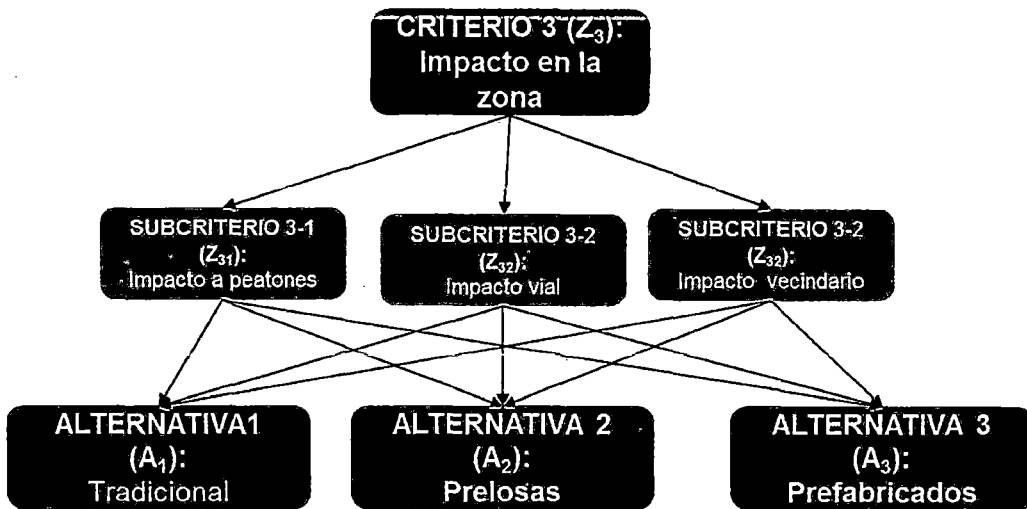 CRITERIO 3 (Z3):
Impacto en la
zona
SUBCRITERIO 3-1
(Z31):
Impacto a peatones
SUBCRITERIO 3-2
(Z32):
Impacto vial
SUBCRITERIO 3-2
(Z32):
Impacto vecindario
ALTERNATIVA1
(A1):
Tradicional
ALTERNATIVA 2
(A2):
Prelosas
ALTERNATIVA 3
(A3):
Prefabricados